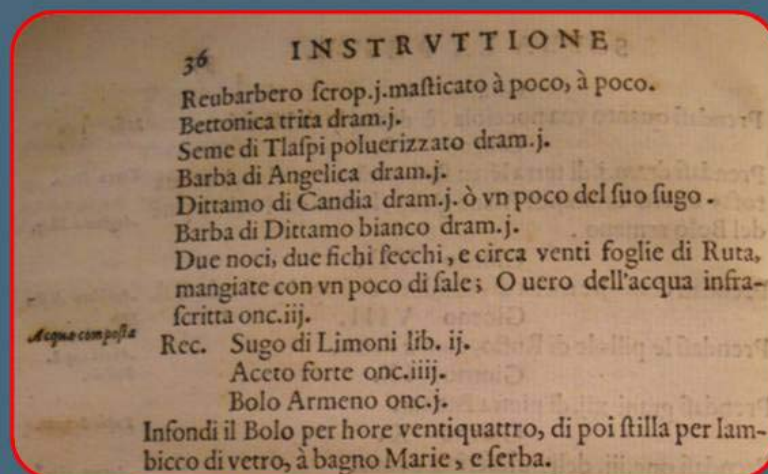 36 INSTRVTTIONE
Reubarbero ſcrop.j.maſticato à poco, à poco.
Bettonica trita dram.j.
Seme di Tlaſpi poluerizzato dram.j.
Barba di Angelica dram.j.
Dittamo di Candia dram.j. ò vn poco del ſuo ſugo.
Barba di Dittamo bianco dram.j.
Due noci, due fichi ſecchi, e circa venti foglie di Ruta,
mangiate con vn poco di ſale; O uero dell'acqua infra-
ſcritta onc.iij.
Acqua compoſta
Rec. Sugo di Limoni lib. ij.
Aceto forte onc.iiij.
Bolo Armeno onc.j.
Infondi il Bolo per hore ventiquattro, di poi ſtilla per lam-
bicco di vetro, à bagno Marie, e ſerba.